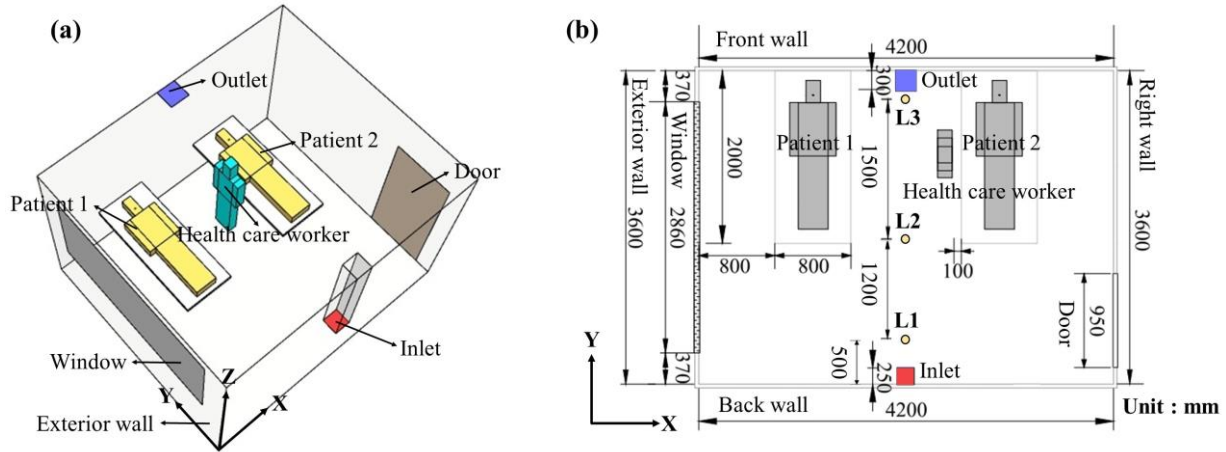 (a)
Outlet
Patient 2
Door
Patient 1
Health care worker
Inlet
Window
Z
Y
X
Exterior wall
(b)
Front wall
4200
Exterior wall
3600
370
Window
2860
370
2000
Patient 1
300
Outlet
L3
1500
Patient 2
Health care worker
Right wall
3600
L2
800
800
100
1200
L1
500
250
Inlet
950
Door
Y
X
Back wall
4200
Unit : mm